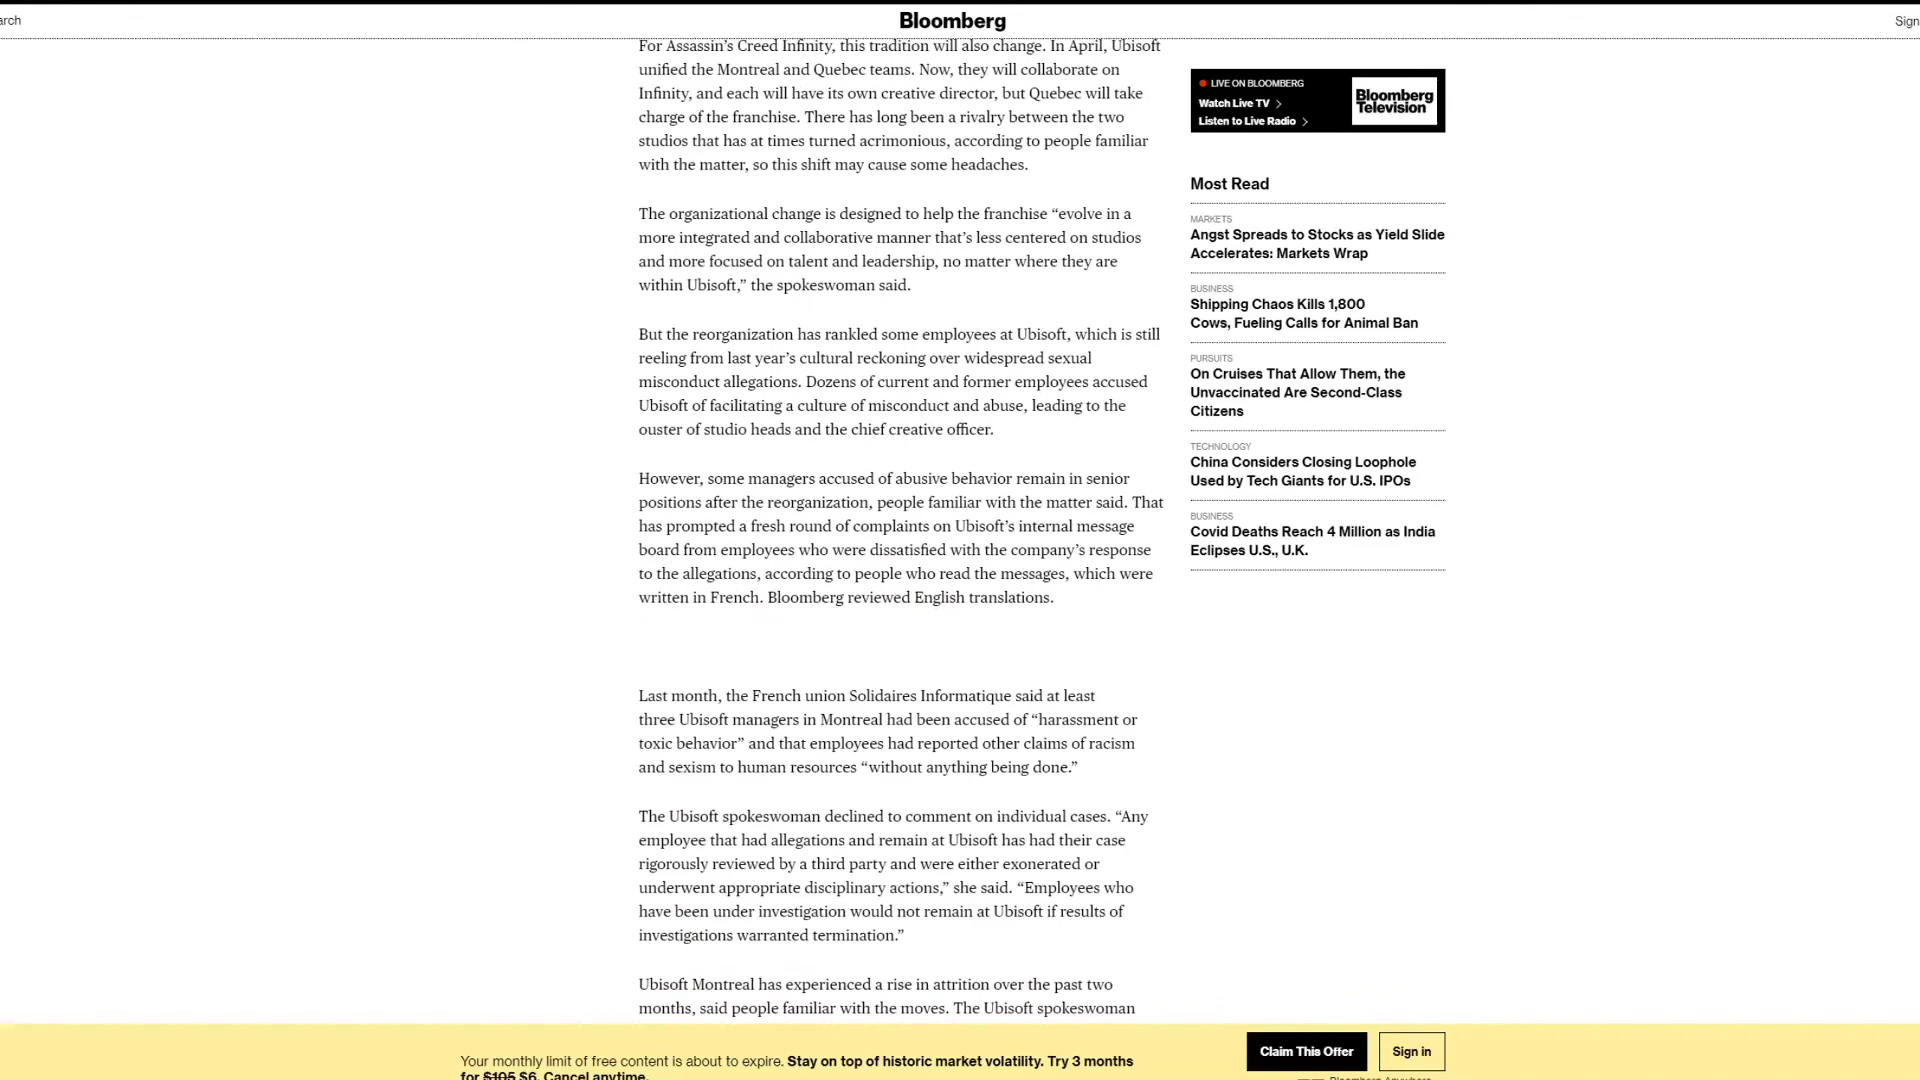 arch
Bloomberg
Sign
For Assassin’s Creed Infinity, this tradition will also change. In April, Ubisoft
unified the Montreal and Quebec teams. Now, they will collaborate on
Infinity, and each will have its own creative director, but Quebec will take
charge of the franchise. There has long been a rivalry between the two
studios that has at times turned acrimonious, according to people familiar
with the matter, so this shift may cause some headaches.
The organizational change is designed to help the franchise “evolve in a
more integrated and collaborative manner that’s less centered on studios
and more focused on talent and leadership, no matter where they are
within Ubisoft,” the spokeswoman said.
But the reorganization has rankled some employees at Ubisoft, which is still
reeling from last year’s cultural reckoning over widespread sexual
misconduct allegations. Dozens of current and former employees accused
Ubisoft of facilitating a culture of misconduct and abuse, leading to the
ouster of studio heads and the chief creative officer.
However, some managers accused of abusive behavior remain in senior
positions after the reorganization, people familiar with the matter said. That
has prompted a fresh round of complaints on Ubisoft’s internal message
board from employees who were dissatisfied with the company’s response
to the allegations, according to people who read the messages, which were
written in French. Bloomberg reviewed English translations.
Last month, the French union Solidaires Informatique said at least
three Ubisoft managers in Montreal had been accused of “harassment or
toxic behavior” and that employees had reported other claims of racism
and sexism to human resources “without anything being done.”
The Ubisoft spokeswoman declined to comment on individual cases. “Any
employee that had allegations and remain at Ubisoft has had their case
rigorously reviewed by a third party and were either exonerated or
underwent appropriate disciplinary actions,” she said. “Employees who
have been under investigation would not remain at Ubisoft if results of
investigations warranted termination.”
Ubisoft Montreal has experienced a rise in attrition over the past two
months, said people familiar with the moves. The Ubisoft spokeswoman
LIVE ON BLOOMBERG
Watch Live TV
Listen to Live Radio
Bloomberg
Television
Most Read
MARKETS
Angst Spreads to Stocks as Yield Slide
Accelerates: Markets Wrap
BUSINESS
Shipping Chaos Kills 1,800
Cows, Fueling Calls for Animal Ban
PURSUITS
On Cruises That Allow Them, the
Unvaccinated Are Second-Class
Citizens
TECHNOLOGY
China Considers Closing Loophole
Used by Tech Giants for U.S. IPOs
BUSINESS
Covid Deaths Reach 4 Million as India
Eclipses U.S., U.K.
Your monthly limit of free content is about to expire. Stay on top of historic market volatility. Try 3 months
for $105 $6. Cancel anytime.
Claim This Offer
Sign in
Bloomberg Anywhere